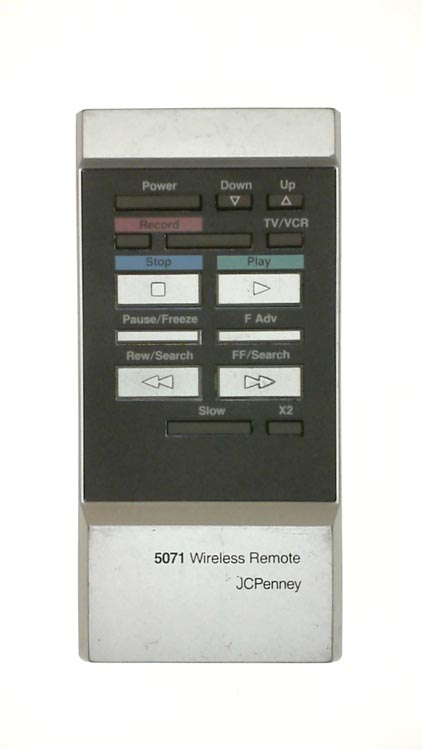 Power Down Up
Record TV/VCR
Stop Play
Pause/Freeze F Adv
Rew/Search FF/Search
Slow X2
5071 Wireless Remote
JCPenney